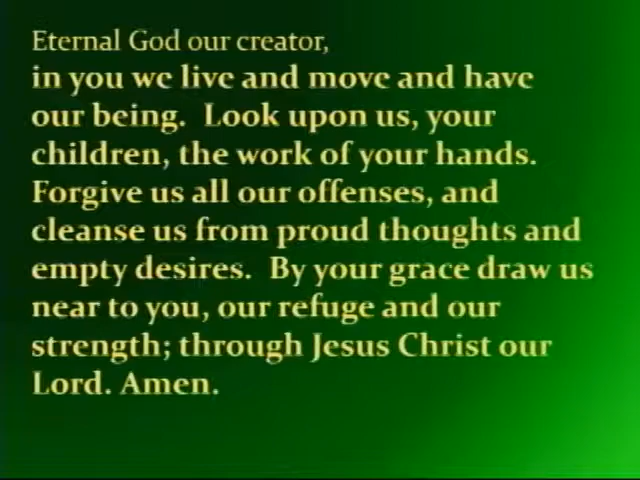 Eternal God our creator,
in you we live and move and have
our being.  Look upon us, your
children, the work of your hands.
Forgive us all our offenses, and
cleanse us from proud thoughts and
empty desires.  By your grace draw us
near to you, our refuge and our
strength; through Jesus Christ our
Lord. Amen.